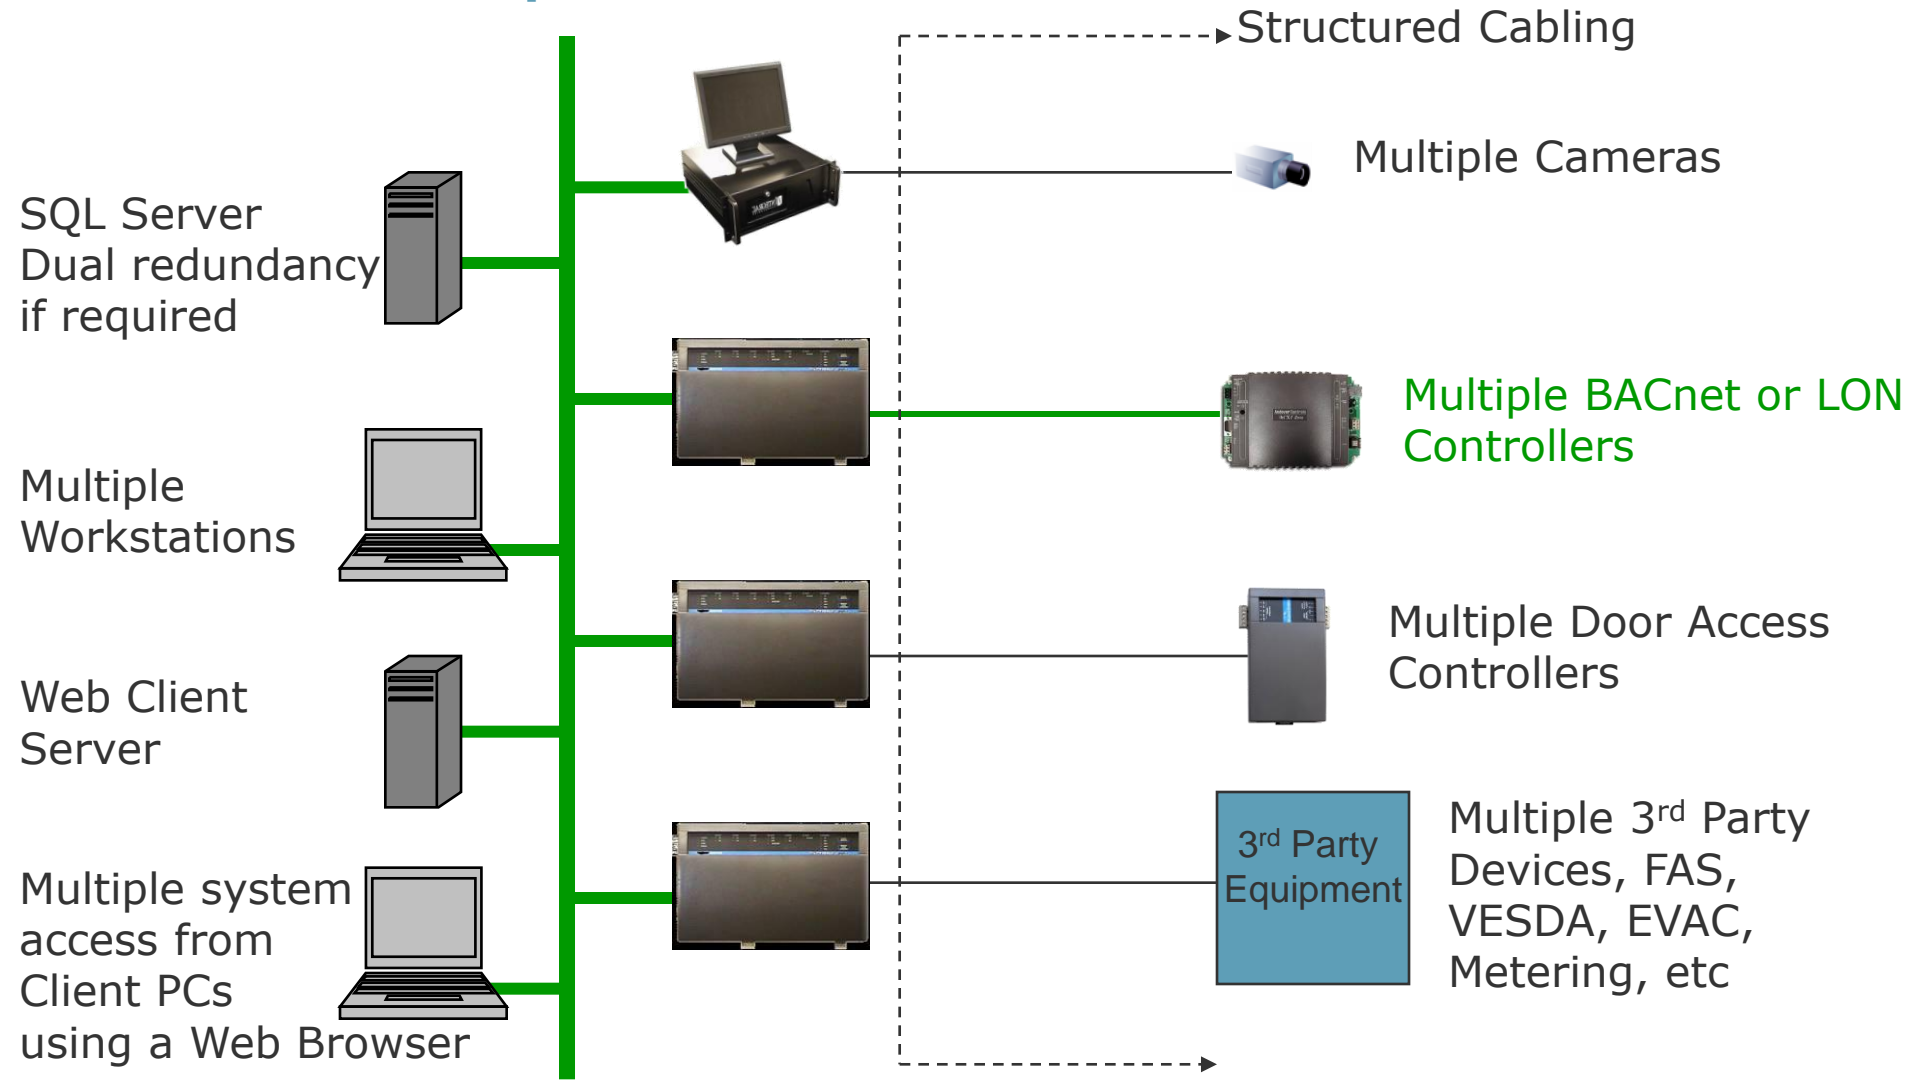 Structured Cabling
Multiple Cameras
SQL Server
Dual redundancy
if required
Multiple BACnet or LON
Controllers
Multiple
Workstations
Multiple Door Access
Controllers
Web Client
Server
3rd Party
Equipment
Multiple 3rd Party
Devices, FAS,
VESDA, EVAC,
Metering, etc
Multiple system
access from
Client PCs
using a Web Browser